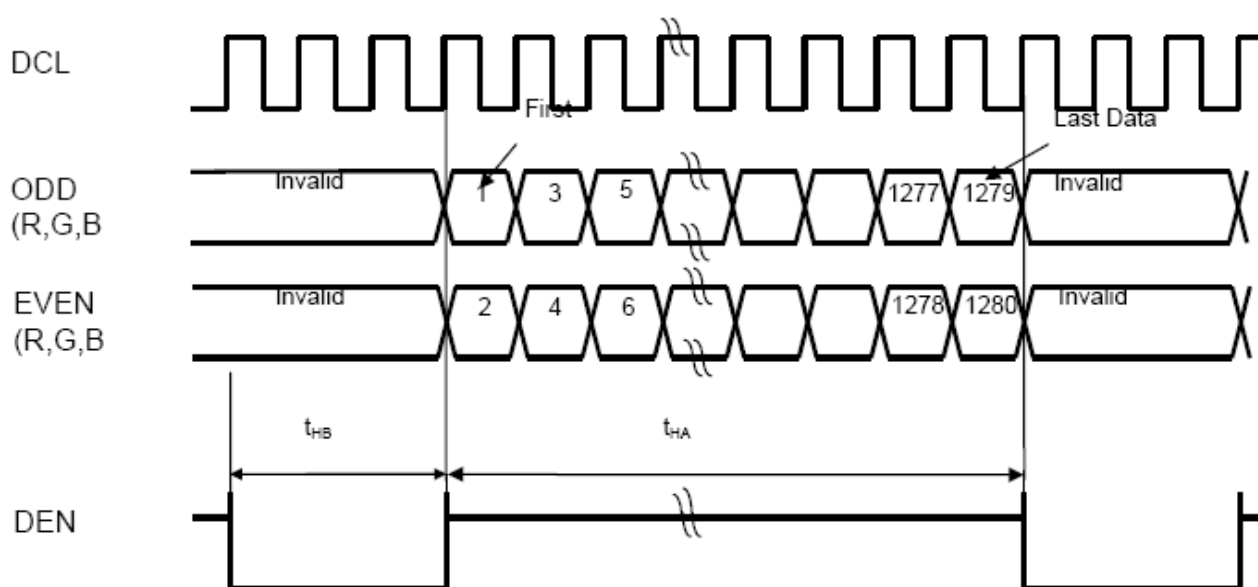 DCL
First
Last Data
ODD
(R,G,B
Invalid
1 3 5 1277 1279
Invalid
EVEN
(R,G,B
Invalid
2 4 6 1278 1280
Invalid
tHB
tHA
DEN